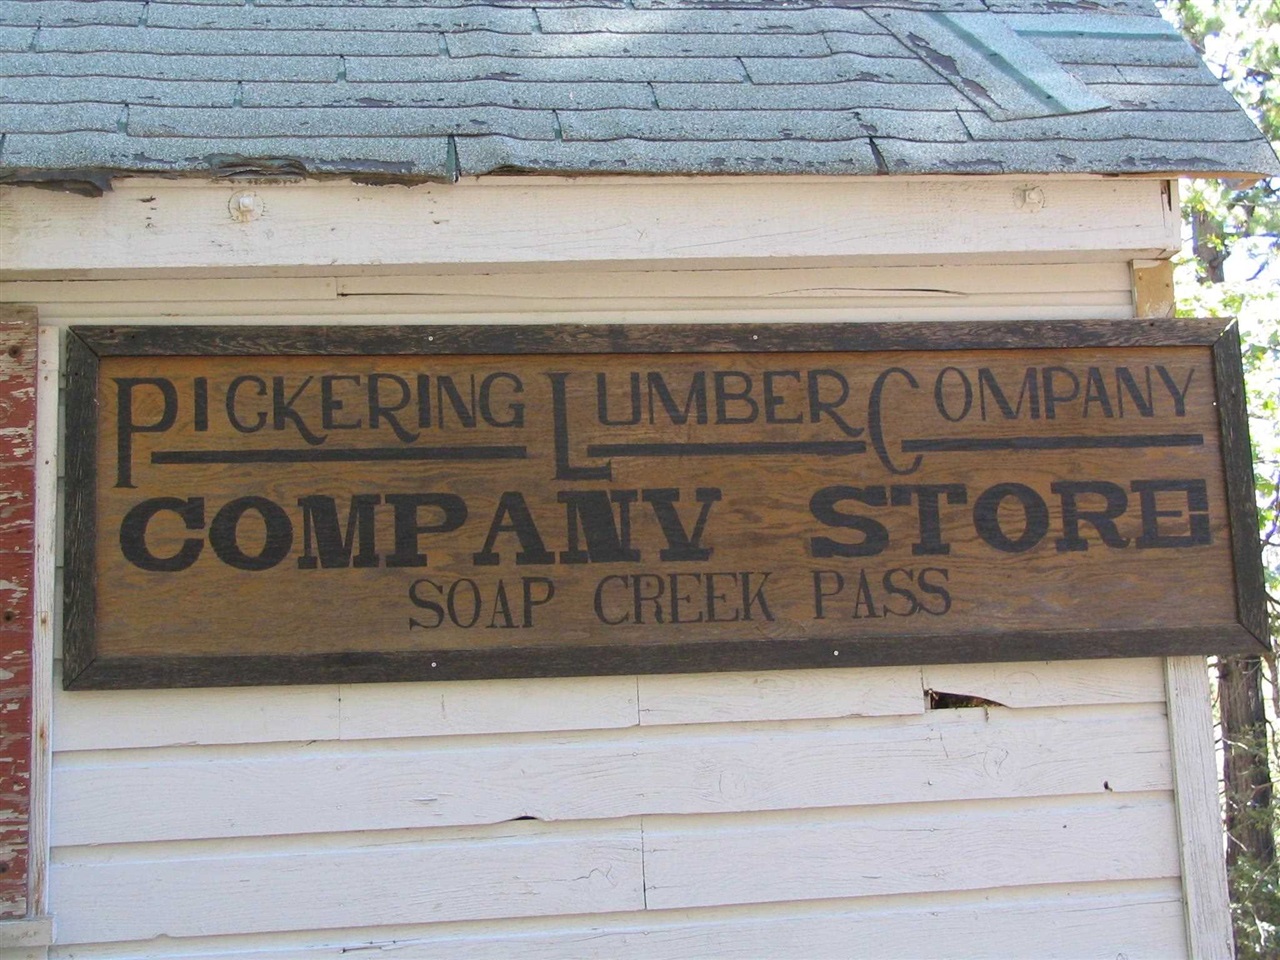 PICKERING LUMBER COMPANY
COMPANY STORE
SOAP CREEK PASS